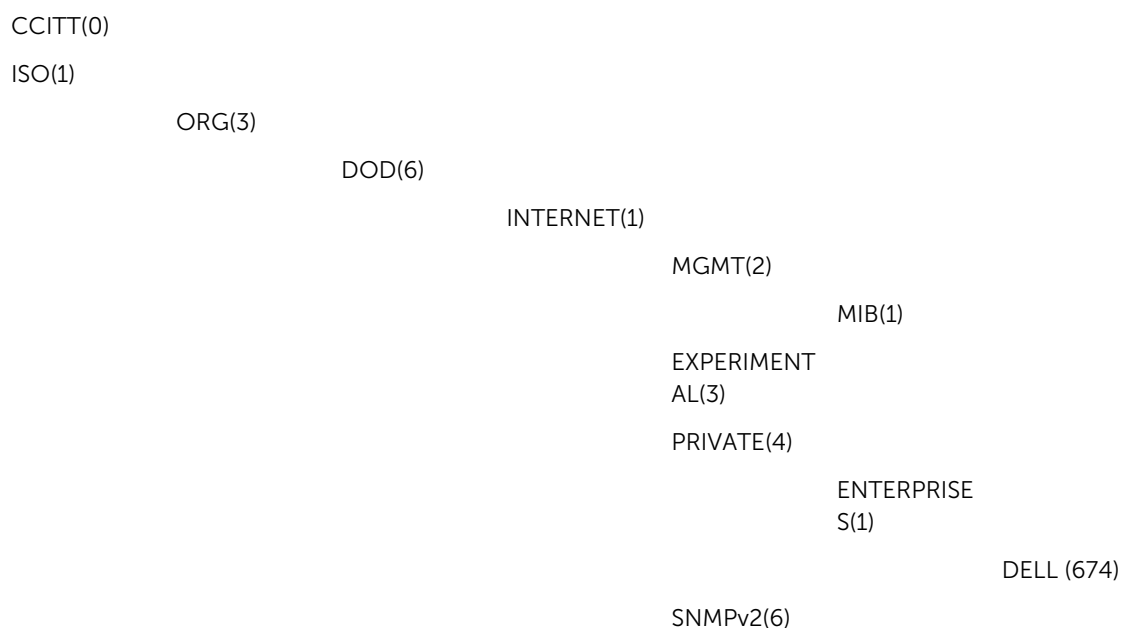 CCITT(0)
ISO(1)
ORG(3)
DOD(6)
INTERNET(1)
MGMT(2)
MIB(1)
EXPERIMENT
AL(3)
PRIVATE(4)
ENTERPRISE
S(1)
DELL (674)
SNMPv2(6)